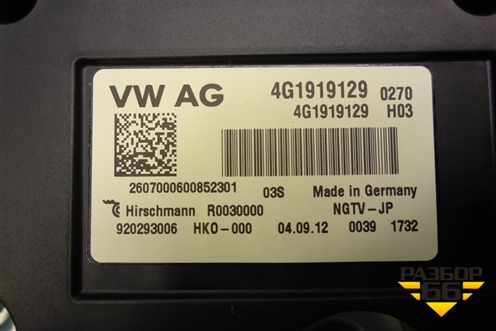 VW AG 4G1919129 0270
4G1919129 H03
2607000600852301 03S Made in Germany
Hirschmann R0030000 NGTV-JP
920293006 HKO-000 04.09.12 0039 1732
РАЗБОР
66